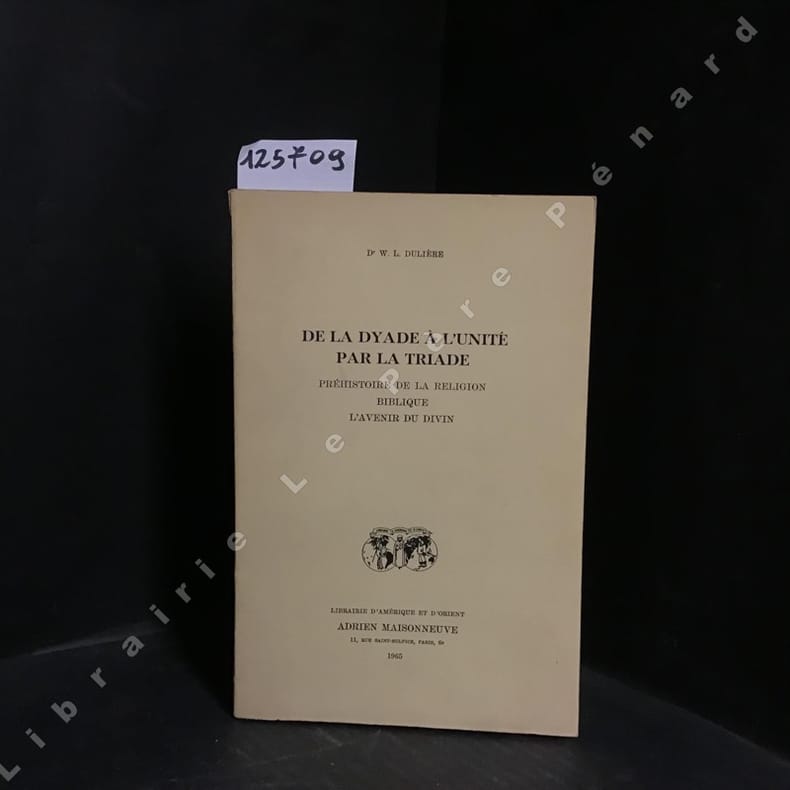 125709
Dr W. L. DULIÈRE
DE LA DYADE À L'UNITÉ
PAR LA TRIADE
PRÉHISTOIRE DE LA RELIGION
BIBLIQUE
L'AVENIR DU DIVIN
LIBRAIRIE D'AMÉRIQUE ET D'ORIENT
ADRIEN MAISONNEUVE
11, RUE SAINT-SULPICE, PARIS, 6e
1965
Librairie Le Père Pénard